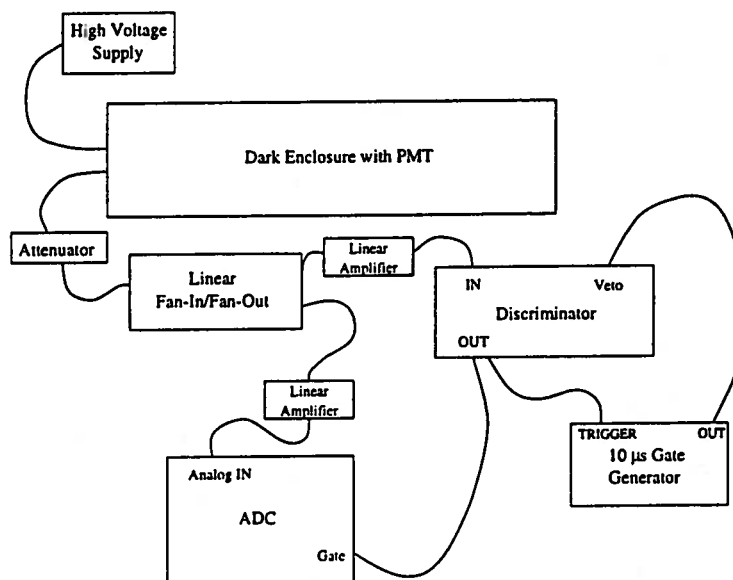 High Voltage
Supply
Dark Enclosure with PMT
Attenuator
Linear
Fan-In/Fan-Out
Linear
Amplifier
IN
Veto
Discriminator
OUT
Linear
Amplifier
TRIGGER
OUT
10 μs Gate
Generator
Analog IN
ADC
Gate